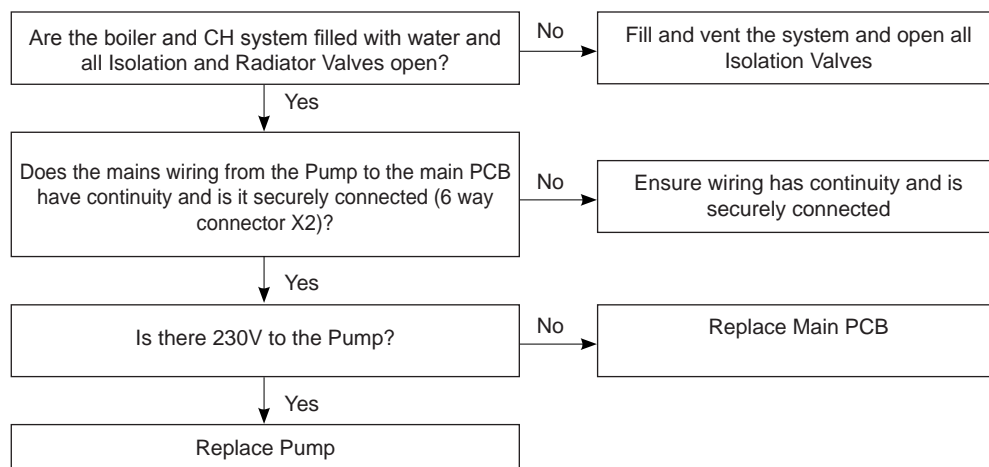 Are the boiler and CH system filled with water and
all Isolation and Radiator Valves open?
No
Fill and vent the system and open all
Isolation Valves
Yes
Does the mains wiring from the Pump to the main PCB
have continuity and is it securely connected (6 way
connector X2)?
No
Ensure wiring has continuity and is
securely connected
Yes
Is there 230V to the Pump?
No
Replace Main PCB
Yes
Replace Pump